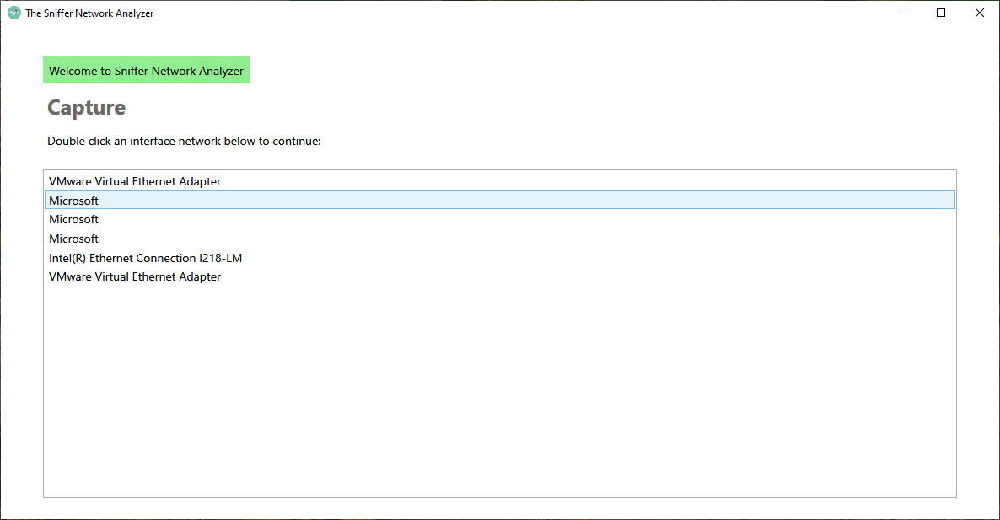 The Sniffer Network Analyzer
Welcome to Sniffer Network Analyzer
Capture
Double click an interface network below to continue:
VMware Virtual Ethernet Adapter
Microsoft
Microsoft
Microsoft
Intel(R) Ethernet Connection I218-LM
VMware Virtual Ethernet Adapter